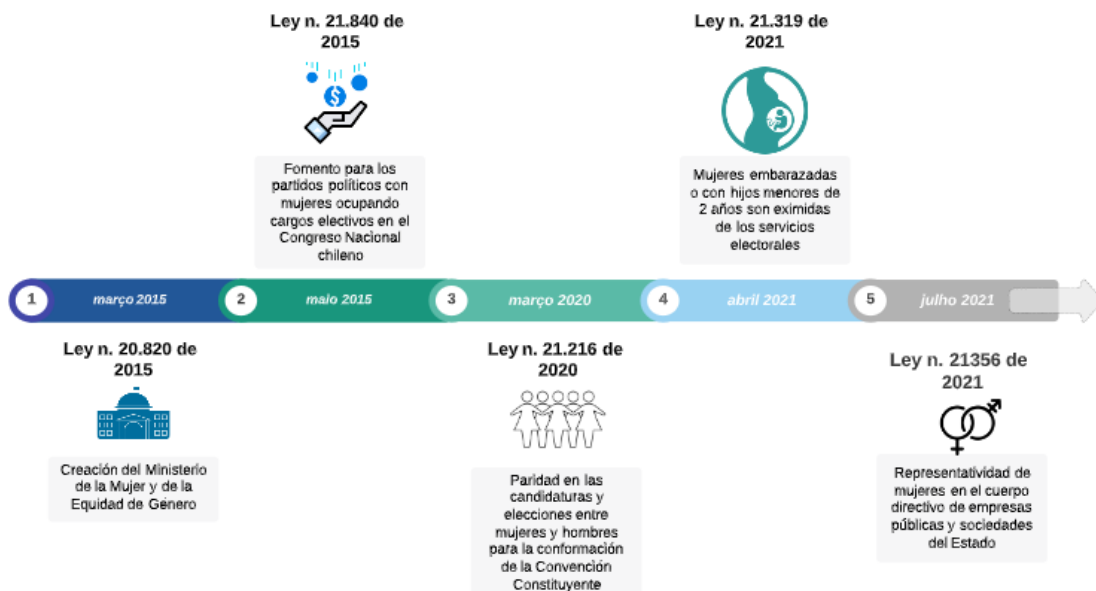 Ley n. 21.840 de
2015
$
Fomento para los
partidos políticos con
mujeres ocupando
cargos electivos en el
Congreso Nacional
chileno
Ley n. 21.319 de
2021
Mujeres embarazadas
o con hijos menores de
2 años son eximidas
de los servicios
electorales
1 março 2015 2 maio 2015 3 março 2020 4 abril 2021 5 julho 2021
Ley n. 20.820 de
2015
Creación del Ministerio
de la Mujer y de la
Equidad de Género
Ley n. 21.216 de
2020
Paridad en las
candidaturas y
elecciones entre
mujeres y hombres
para la conformación
de la Convención
Constituyente
Ley n. 21356 de
2021
Representatividad de
mujeres en el cuerpo
directivo de empresas
públicas y sociedades
del Estado